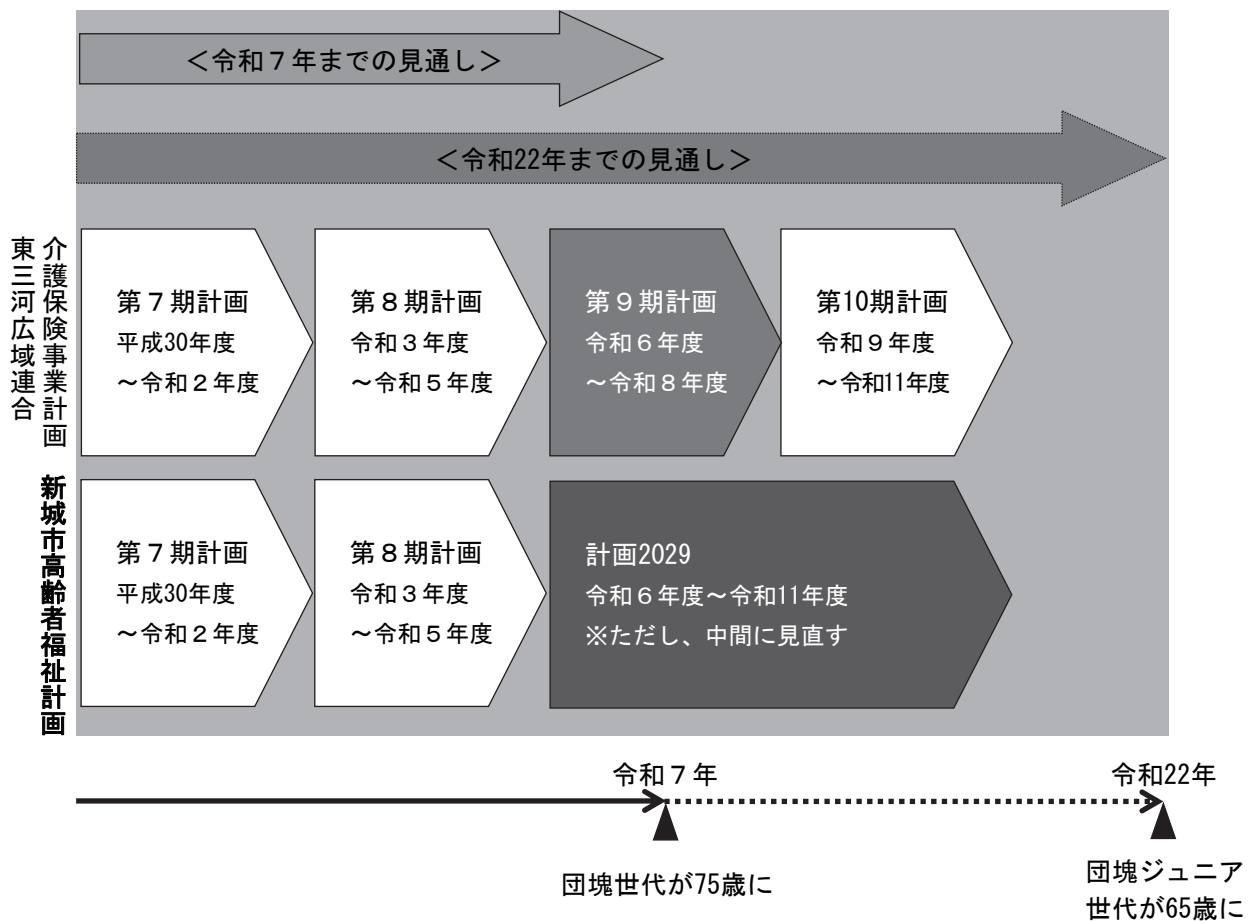 ＜令和７年までの見通し＞
＜令和22年までの見通し＞
東三河広域連合
介護保険事業計画
第７期計画
平成30年度
～令和２年度
第８期計画
令和３年度
～令和５年度
第９期計画
令和６年度
～令和８年度
第10期計画
令和９年度
～令和11年度
新城市高齢者福祉計画
第７期計画
平成30年度
～令和２年度
第８期計画
令和３年度
～令和５年度
計画2029
令和６年度～令和11年度
※ただし、中間に見直す
令和７年
令和22年
団塊世代が75歳に
団塊ジュニア
世代が65歳に